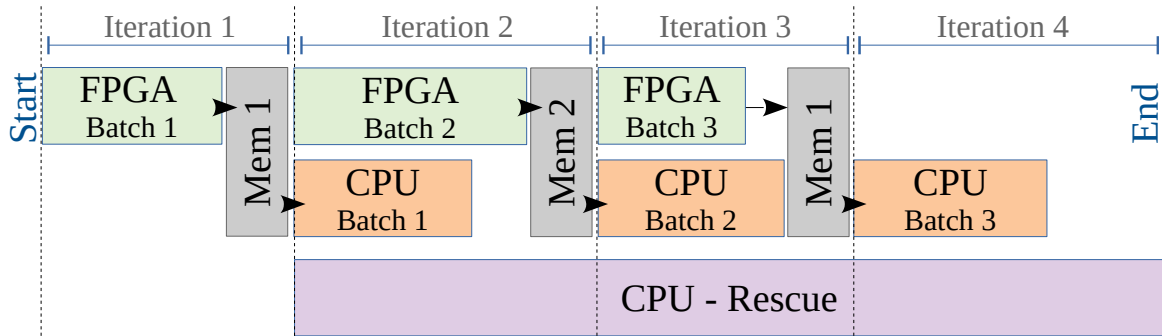 Iteration 1
Iteration 2
Iteration 3
Iteration 4
Start
FPGA
Batch 1
Mem 1
FPGA
Batch 2
Mem 2
FPGA
Batch 3
Mem 1
End
CPU
Batch 1
CPU
Batch 2
CPU
Batch 3
CPU - Rescue